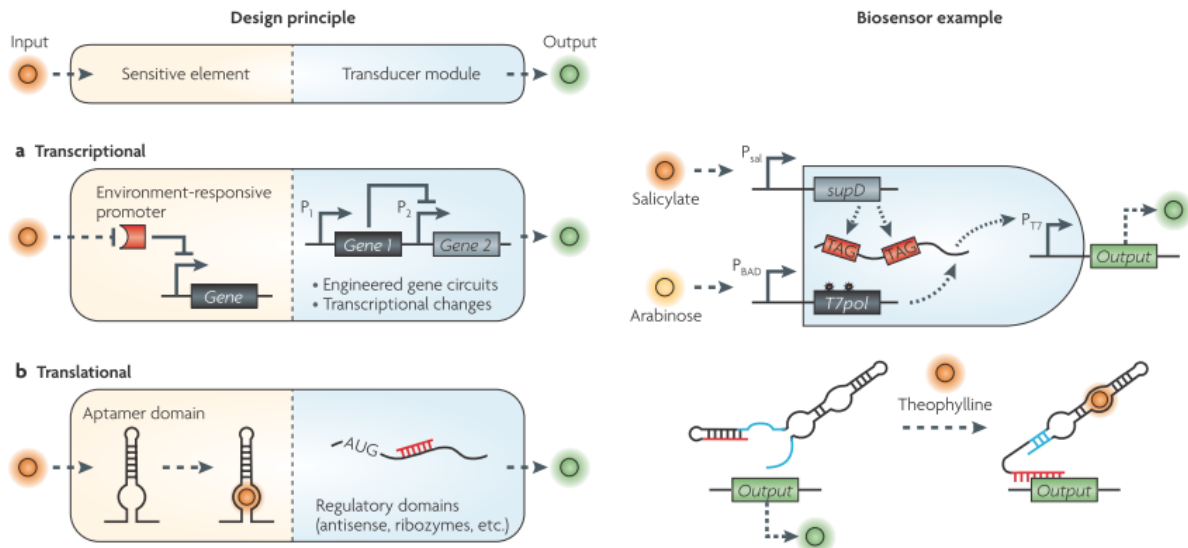 Design principle
Biosensor example
Input
Output
Sensitive element
Transducer module
a Transcriptional
Environment-responsive
promoter
Gene
P1
P2
Gene 1
Gene 2
• Engineered gene circuits
• Transcriptional changes
Salicylate
Psal
supD
TAG
TAG
PT7
Output
Arabinose
PBAD
T7pol
b Translational
Aptamer domain
AUG
Regulatory domains
(antisense, ribozymes, etc.)
Theophylline
Output
Output